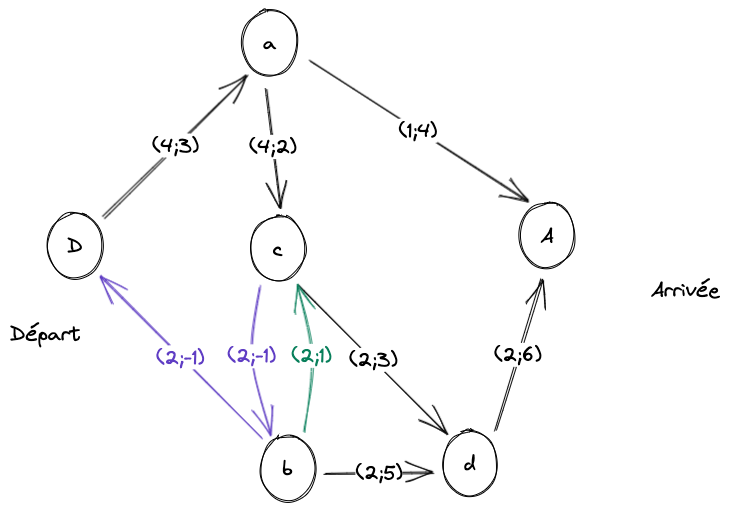 a
(1;4)
(4;3)
(4;2)
D
c
A
Arrivée
Départ
(2;-1)
(2;-1)
(2;1)
(2;3)
(2;6)
b
(2;5)
d